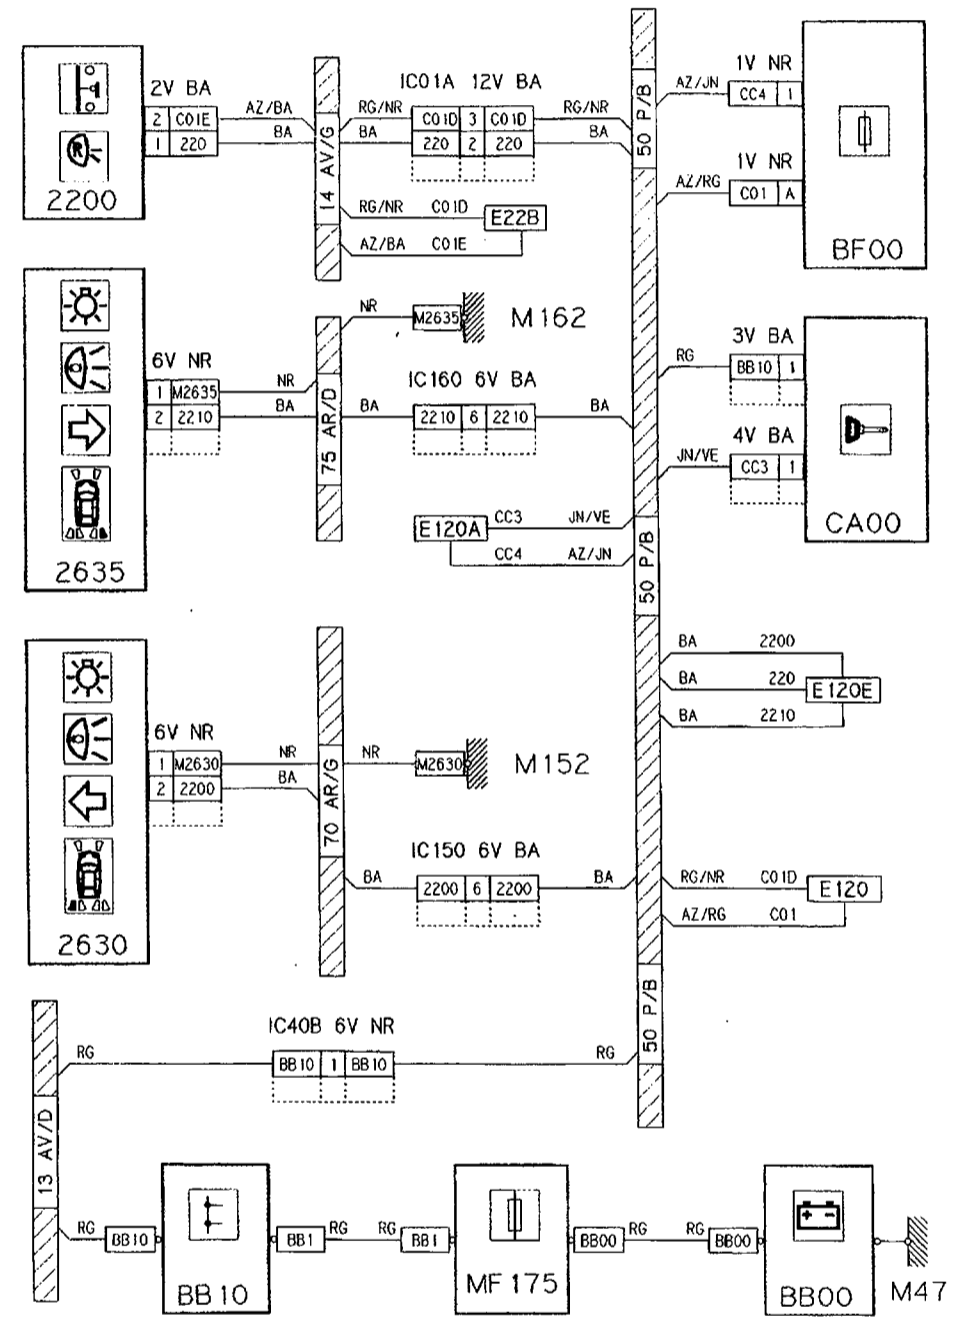 2200
2V BA
2 C01E
1 220
AZ/BA
BA
14 AV/G
RG/NR
BA
IC01A 12V BA
C01D 3 C01D
220 2 220
RG/NR
BA
RG/NR C01D
AZ/BA C01E
E22B
50 P/B
AZ/JN
1V NR
CC4 1
AZ/RG
1V NR
C01 A
BF00
2635
6V NR
1 M2635
2 2210
NR
BA
75 AR/D
NR
M2635
M162
BA
IC160 6V BA
2210 6 2210
BA
RG
3V BA
BB10 1
JN/VE
4V BA
CC3 1
CA00
E120A
CC3 JN/VE
CC4 AZ/JN
50 P/B
BA 2200
BA 220
BA 2210
E120E
2630
6V NR
1 M2630
2 2200
NR
BA
70 AR/G
NR
M2630
M152
BA
IC150 6V BA
2200 6 2200
BA
RG/NR C01D
AZ/RG C01
E120
50 P/B
13 AV/D
RG
IC40B 6V NR
BB10 1 BB10
RG
RG
BB10
BB10
BB1
RG
RG
BB1
MF175
BB00
RG
RG
BB00
BB00
M47